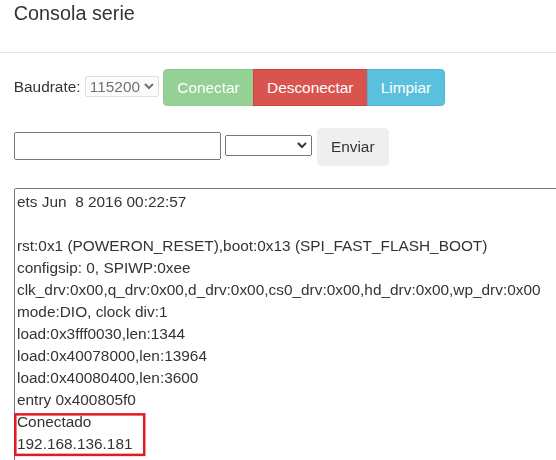 Consola serie
Baudrate: 115200 Conectar Desconectar Limpiar
Enviar
ets Jun  8 2016 00:22:57
rst:0x1 (POWERON_RESET),boot:0x13 (SPI_FAST_FLASH_BOOT)
configsip: 0, SPIWP:0xee
clk_drv:0x00,q_drv:0x00,d_drv:0x00,cs0_drv:0x00,hd_drv:0x00,wp_drv:0x00
mode:DIO, clock div:1
load:0x3fff0030,len:1344
load:0x40078000,len:13964
load:0x40080400,len:3600
entry 0x400805f0
Conectado
192.168.136.181